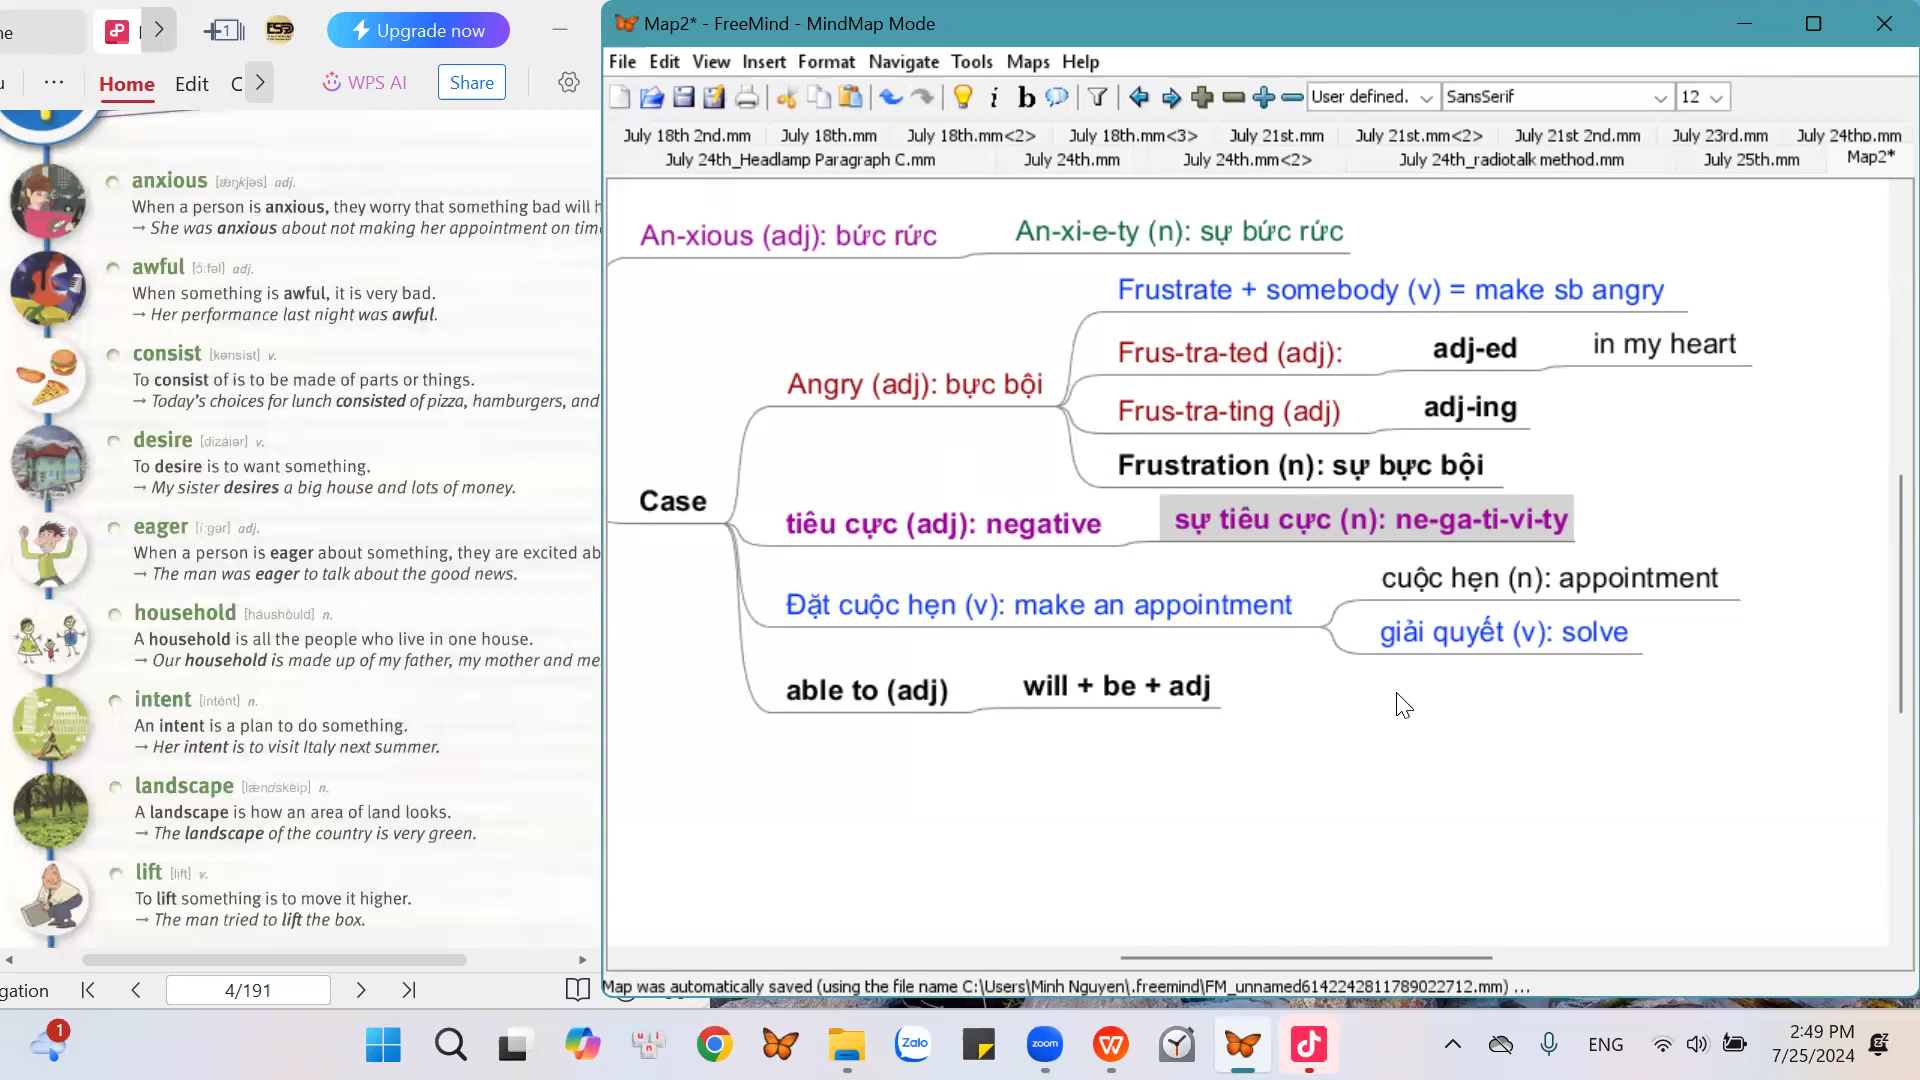 ne
1
ESP
Upgrade now
u
...
Home
Edit
C
WPS AI
Share
anxious [ǽŋkʃəs] adj.
When a person is anxious, they worry that something bad will h
→ She was anxious about not making her appointment on tim
awful [ɔ́ːfəl] adj.
When something is awful, it is very bad.
→ Her performance last night was awful.
consist [kənsíst] v.
To consist of is to be made of parts or things.
→ Today's choices for lunch consisted of pizza, hamburgers, and
desire [dizáiər] v.
To desire is to want something.
→ My sister desires a big house and lots of money.
eager [íːgər] adj.
When a person is eager about something, they are excited ab
→ The man was eager to talk about the good news.
household [háushòuld] n.
A household is all the people who live in one house.
→ Our household is made up of my father, my mother and me
intent [intént] n.
An intent is a plan to do something.
→ Her intent is to visit Italy next summer.
landscape [lǽndskèip] n.
A landscape is how an area of land looks.
→ The landscape of the country is very green.
lift [lift] v.
To lift something is to move it higher.
→ The man tried to lift the box.
gation
4/191
Map2* - FreeMind - MindMap Mode
File Edit View Insert Format Navigate Tools Maps Help
i b User defined. SansSerif 12
July 18th 2nd.mm July 18th.mm July 18th.mm<2> July 18th.mm<3> July 21st.mm July 21st.mm<2> July 21st 2nd.mm July 23rd.mm July 24thp.mm
July 24th_Headlamp Paragraph C.mm July 24th.mm July 24th.mm<2> July 24th_radiotalk method.mm July 25th.mm Map2*
An-xious (adj): bức rức
An-xi-e-ty (n): sự bức rức
Case
Angry (adj): bực bội
Frustrate + somebody (v) = make sb angry
Frus-tra-ted (adj):
adj-ed
in my heart
Frus-tra-ting (adj)
adj-ing
Frustration (n): sự bực bội
tiêu cực (adj): negative
sự tiêu cực (n): ne-ga-ti-vi-ty
Đặt cuộc hẹn (v): make an appointment
cuộc hẹn (n): appointment
giải quyết (v): solve
able to (adj)
will + be + adj
Map was automatically saved (using the file name C:\Users\Minh Nguyen\.freemind\FM_unnamed6142242811789022712.mm) ...
1
Zalo
zoom
ENG
2:49 PM
7/25/2024